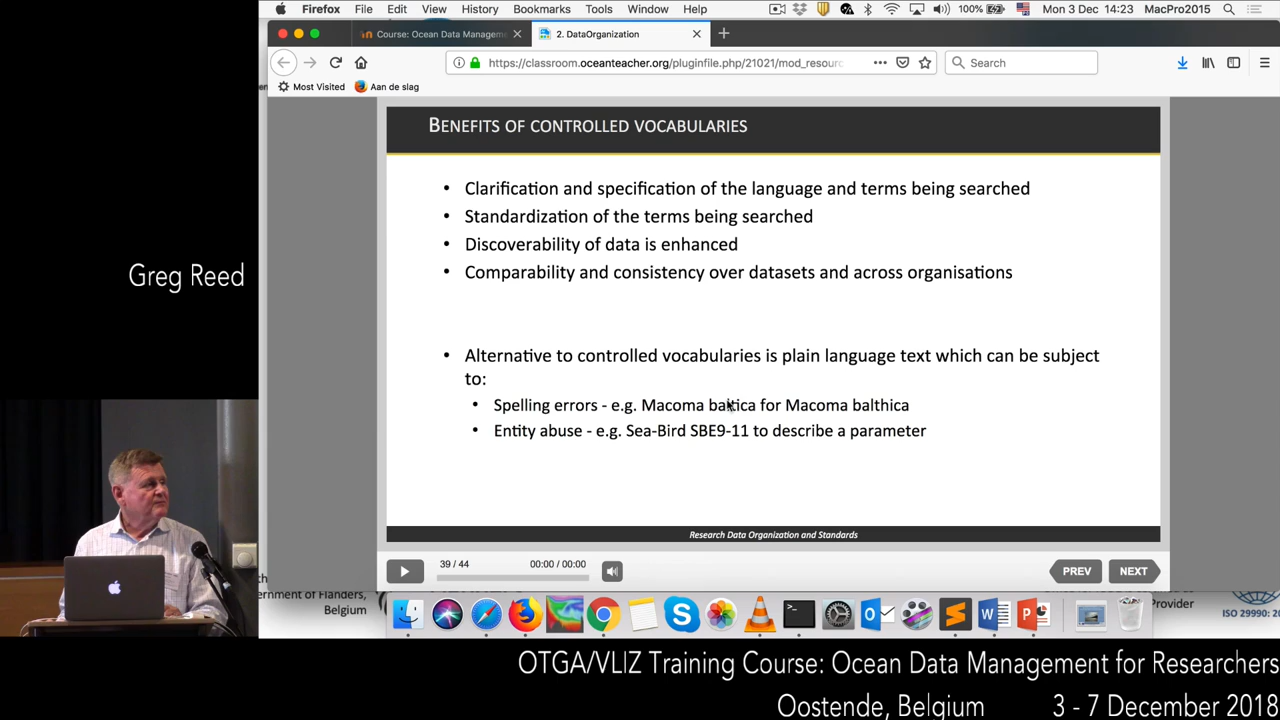 Firefox File Edit View History Bookmarks Tools Window Help 100% Mon 3 Dec 14:23 MacPro2015
Course: Ocean Data Manageme
2. DataOrganization
https://classroom.oceanteacher.org/pluginfile.php/21021/mod_resourc
Search
Most Visited Aan de slag
BENEFITS OF CONTROLLED VOCABULARIES
• Clarification and specification of the language and terms being searched
• Standardization of the terms being searched
• Discoverability of data is enhanced
• Comparability and consistency over datasets and across organisations
• Alternative to controlled vocabularies is plain language text which can be subject
to:
• Spelling errors - e.g. Macoma baltica for Macoma balthica
• Entity abuse - e.g. Sea-Bird SBE9-11 to describe a parameter
Research Data Organization and Standards
39 / 44 00:00 / 00:00
PREV NEXT
ernment of Flanders,
Belgium
Provider
ISO 29990:
Greg Reed
OTGA/VLIZ Training Course: Ocean Data Management for Researchers
Oostende, Belgium 3 - 7 December 2018